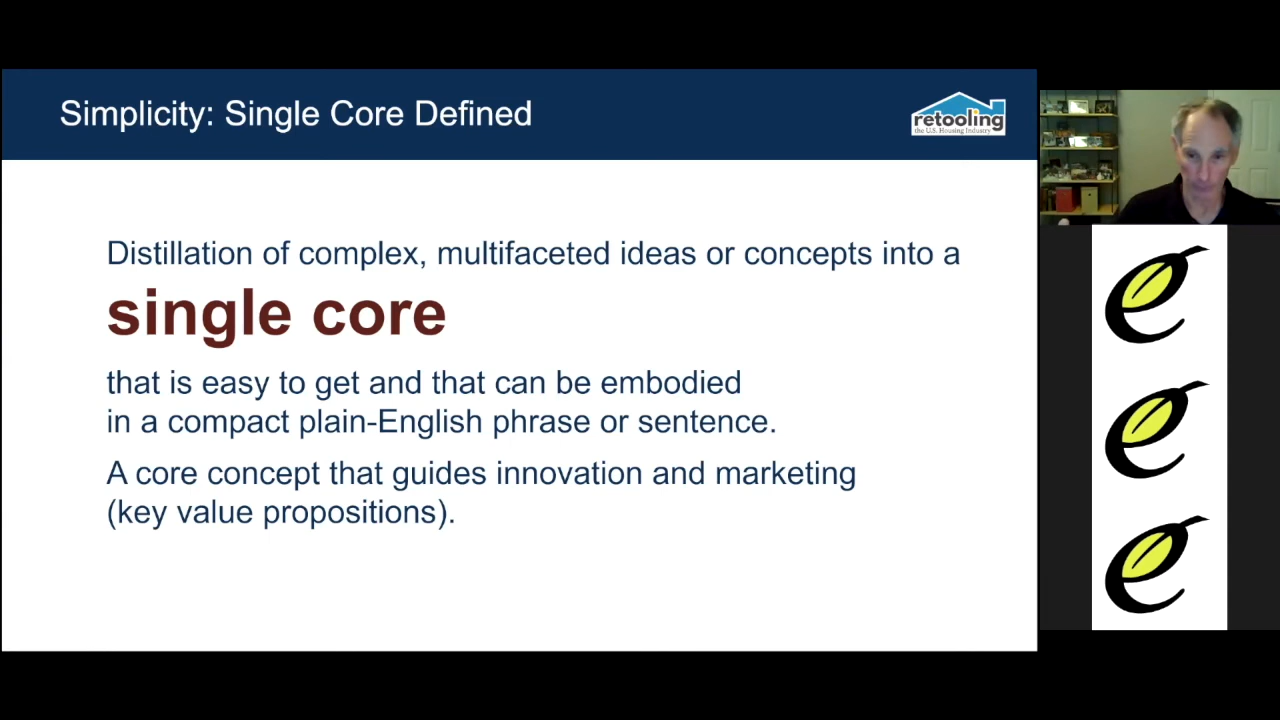 Simplicity: Single Core Defined
retooling
the U.S. Housing Industry
Distillation of complex, multifaceted ideas or concepts into a
single core
that is easy to get and that can be embodied
in a compact plain-English phrase or sentence.
A core concept that guides innovation and marketing
(key value propositions).
e
e
e